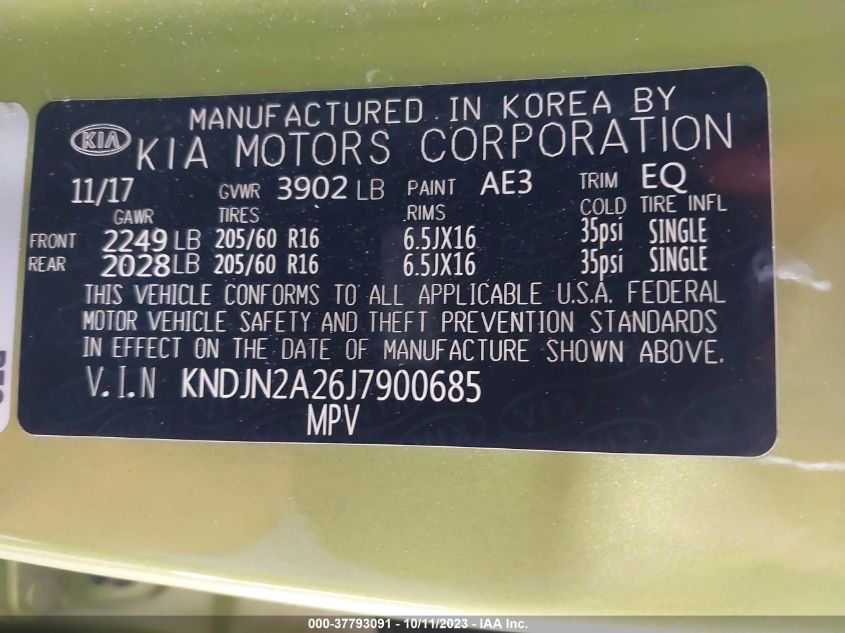 MANUFACTURED IN KOREA BY
KIA KIA MOTORS CORPORATION
11/17 GVWR 3902 LB PAINT AE3 TRIM EQ
GAWR TIRES RIMS COLD TIRE INFL
FRONT 2249 LB 205/60 R16 6.5JX16 35psi SINGLE
REAR 2028 LB 205/60 R16 6.5JX16 35psi SINGLE
THIS VEHICLE CONFORMS TO ALL APPLICABLE U.S.A. FEDERAL
MOTOR VEHICLE SAFETY AND THEFT PREVENTION STANDARDS
IN EFFECT ON THE DATE OF MANUFACTURE SHOWN ABOVE.
V.I.N KNDJN2A26J7900685
MPV
000-37793091 - 10/11/2023 - IAA Inc.